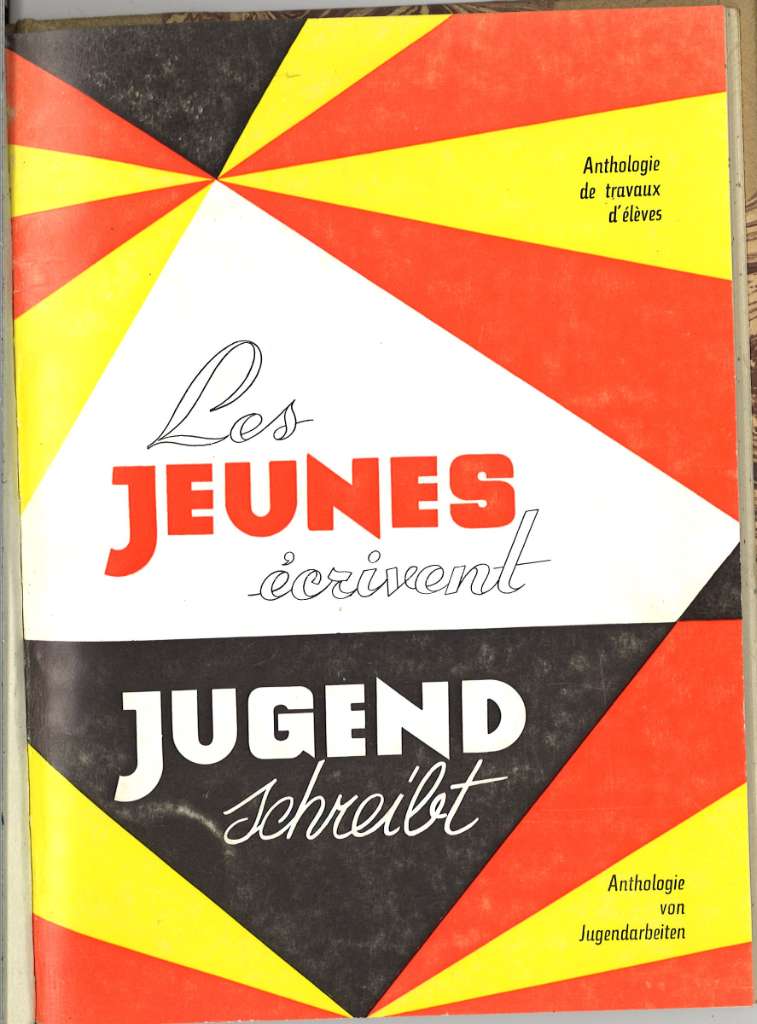 Anthologie
de travaux
d'élèves
Les
JEUNES
écrivent
JUGEND
schreibt
Anthologie
von
Jugendarbeiten